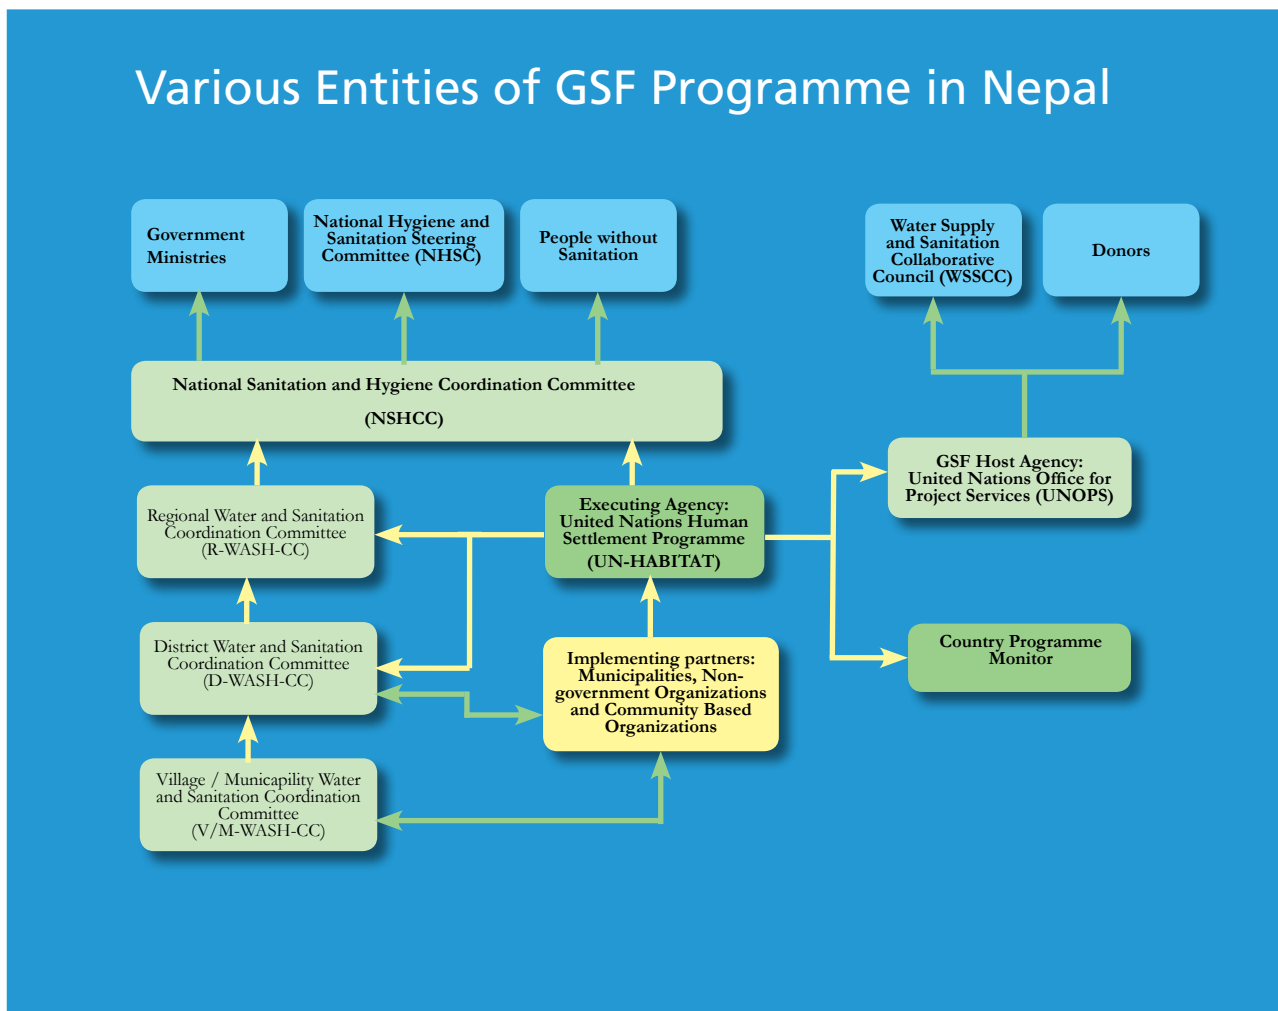 Various Entities of GSF Programme in Nepal
Government
Ministries
National Hygiene and
Sanitation Steering
Committee (NHSC)
People without
Sanitation
Water Supply
and Sanitation
Collaborative
Council (WSSCC)
Donors
National Sanitation and Hygiene Coordination Committee
(NSHCC)
GSF Host Agency:
United Nations Office for
Project Services (UNOPS)
Regional Water and Sanitation
Coordination Committee
(R-WASH-CC)
Executing Agency:
United Nations Human
Settlement Programme
(UN-HABITAT)
District Water and Sanitation
Coordination Committee
(D-WASH-CC)
Implementing partners:
Municipalities, Non-
government Organizations
and Community Based
Organizations
Country Programme
Monitor
Village / Municapility Water
and Sanitation Coordination
Committee
(V/M-WASH-CC)